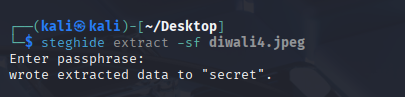 ┌──(kali㉿kali)-[~/Desktop]
└─$ steghide extract -sf diwali4.jpeg
Enter passphrase:
wrote extracted data to "secret".